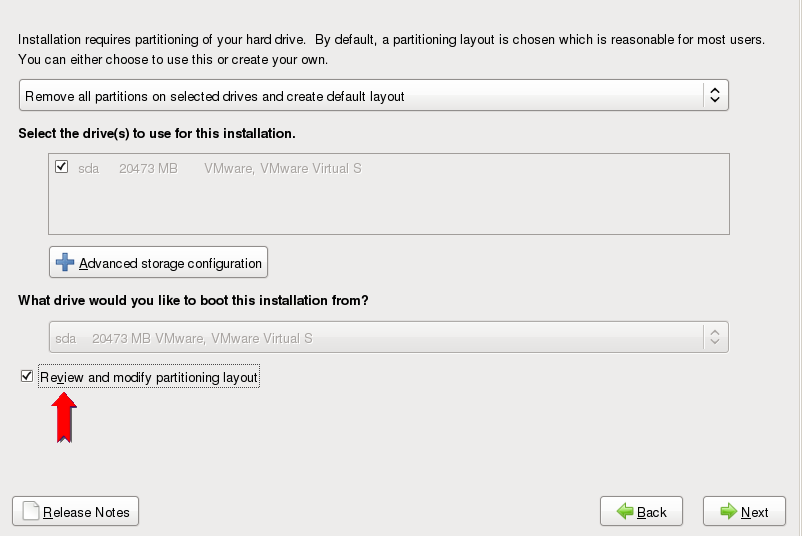 Installation requires partitioning of your hard drive.  By default, a partitioning layout is chosen which is reasonable for most users.
You can either choose to use this or create your own.
Remove all partitions on selected drives and create default layout
Select the drive(s) to use for this installation.
sda 20473 MB VMware, VMware Virtual S
Advanced storage configuration
What drive would you like to boot this installation from?
sda 20473 MB VMware, VMware Virtual S
Review and modify partitioning layout
Release Notes Back Next